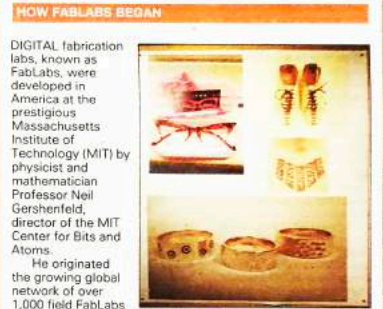 HOW FABLABS BEGAN
DIGITAL fabrication
labs, known as
FabLabs, were
developed in
America at the
prestigious
Massachusetts
Institute of
Technology (MIT) by
physicist and
mathematician
Professor Neil
Gershenfeld,
director of the MIT
Center for Bits and
Atoms.
He originated
the growing global
network of over
1,000 field FabLabs